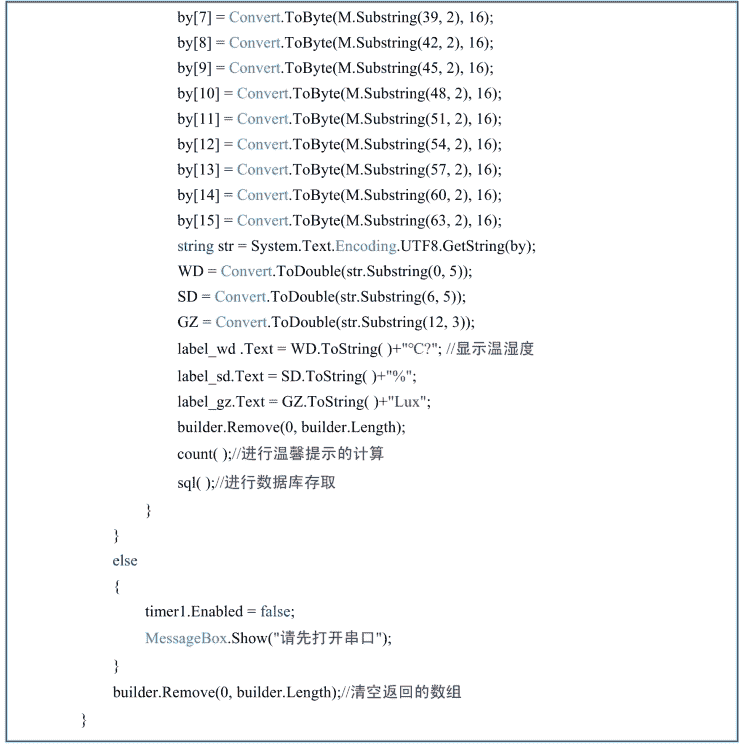 by[7] = Convert.ToByte(M.Substring(39, 2), 16);
by[8] = Convert.ToByte(M.Substring(42, 2), 16);
by[9] = Convert.ToByte(M.Substring(45, 2), 16);
by[10] = Convert.ToByte(M.Substring(48, 2), 16);
by[11] = Convert.ToByte(M.Substring(51, 2), 16);
by[12] = Convert.ToByte(M.Substring(54, 2), 16);
by[13] = Convert.ToByte(M.Substring(57, 2), 16);
by[14] = Convert.ToByte(M.Substring(60, 2), 16);
by[15] = Convert.ToByte(M.Substring(63, 2), 16);
string str = System.Text.Encoding.UTF8.GetString(by);
WD = Convert.ToDouble(str.Substring(0, 5));
SD = Convert.ToDouble(str.Substring(6, 5));
GZ = Convert.ToDouble(str.Substring(12, 3));
label_wd .Text = WD.ToString( )+"℃?"; //显示温湿度
label_sd.Text = SD.ToString( )+"%";
label_gz.Text = GZ.ToString( )+"Lux";
builder.Remove(0, builder.Length);
count( );//进行温馨提示的计算
sql( );//进行数据库存取
}
}
else
{
timer1.Enabled = false;
MessageBox.Show("请先打开串口");
}
builder.Remove(0, builder.Length);//清空返回的数组
}